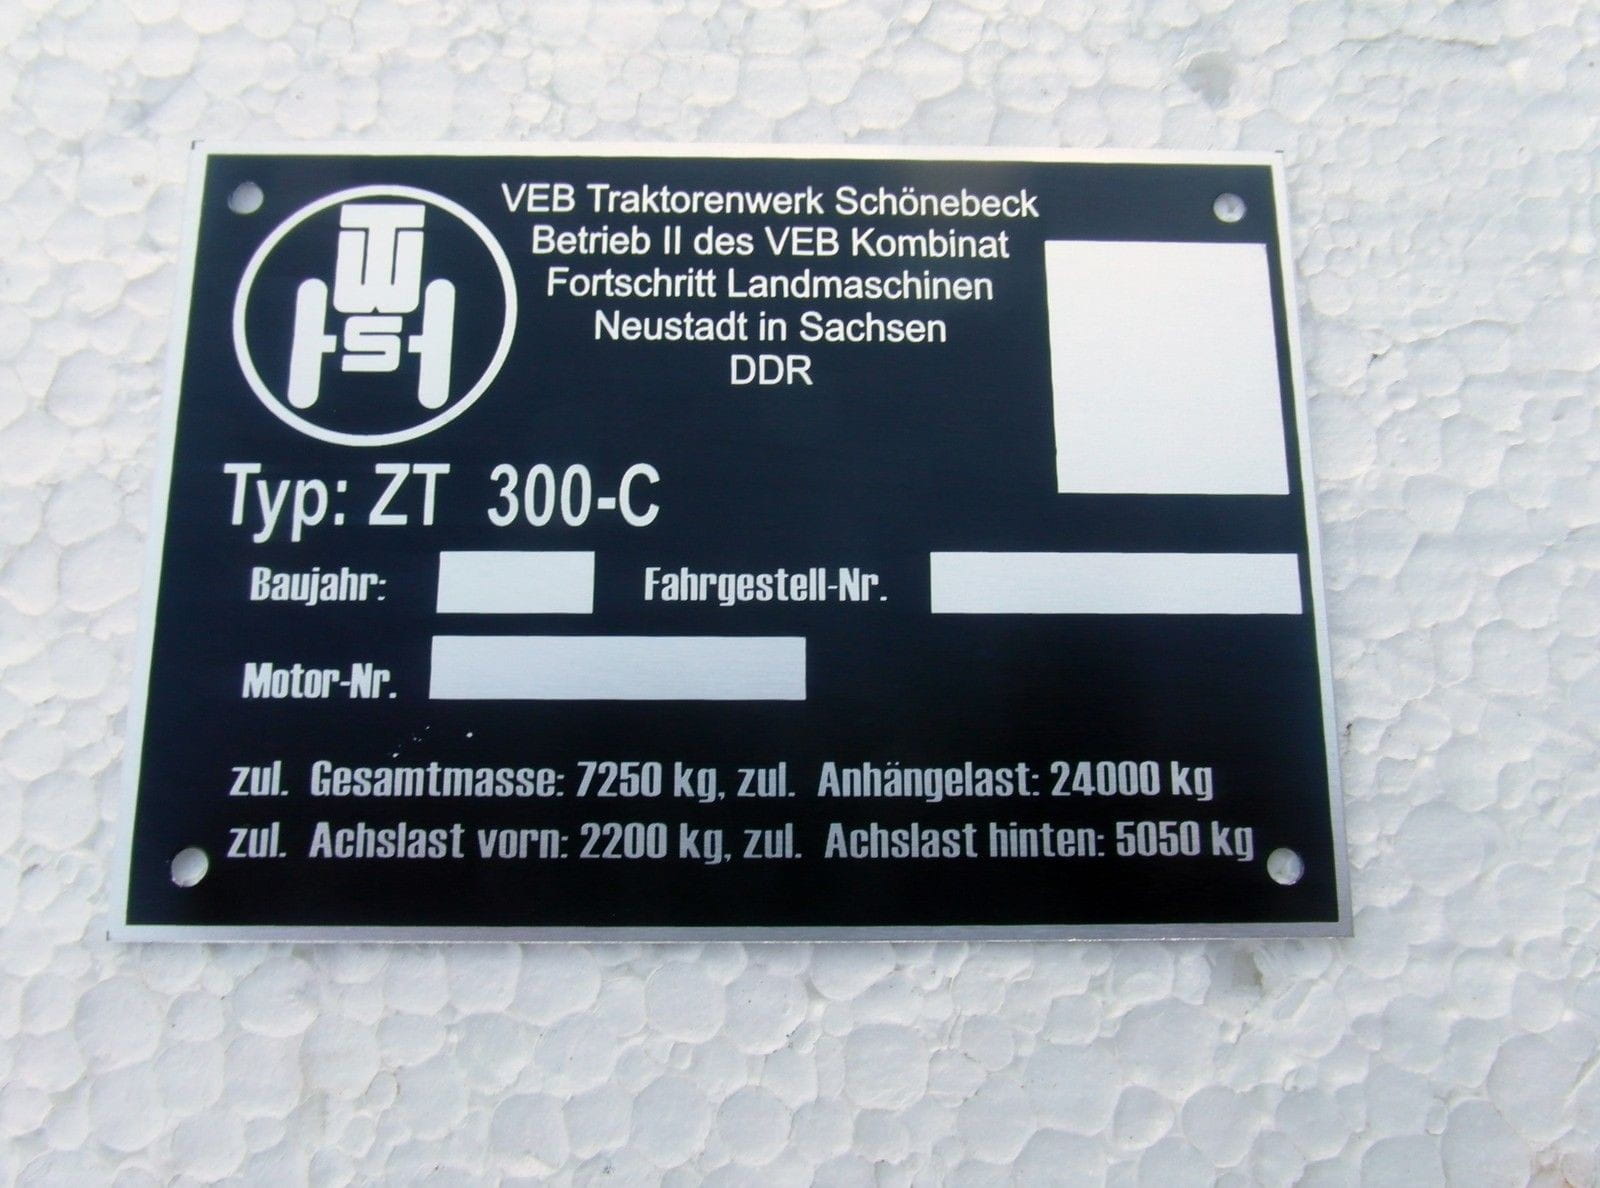 TWS
VEB Traktorenwerk Schönebeck
Betrieb II des VEB Kombinat
Fortschritt Landmaschinen
Neustadt in Sachsen
DDR
Typ: ZT 300-C
Baujahr: Fahrgestell-Nr.
Motor-Nr.
zul. Gesamtmasse: 7250 kg, zul. Anhängelast: 24000 kg
zul. Achslast vorn: 2200 kg, zul. Achslast hinten: 5050 kg